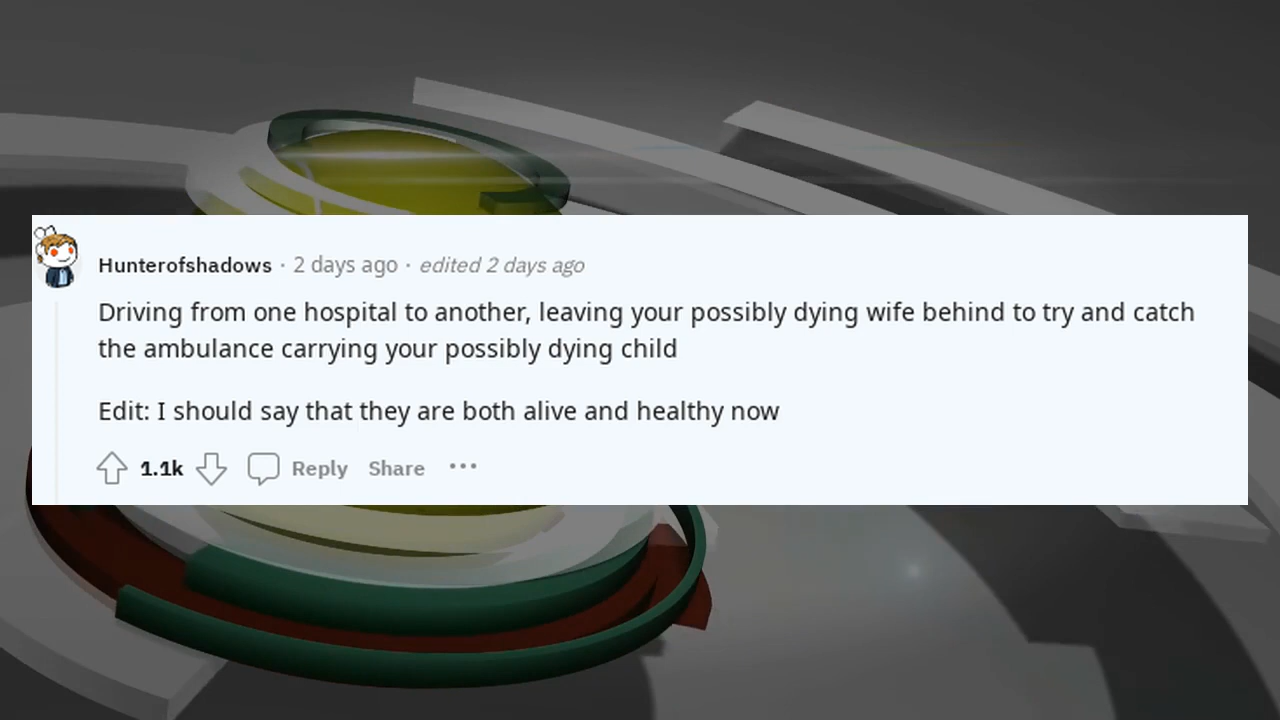 Hunterofshadows · 2 days ago · edited 2 days ago
Driving from one hospital to another, leaving your possibly dying wife behind to try and catch
the ambulance carrying your possibly dying child
Edit: I should say that they are both alive and healthy now
1.1k Reply Share ···